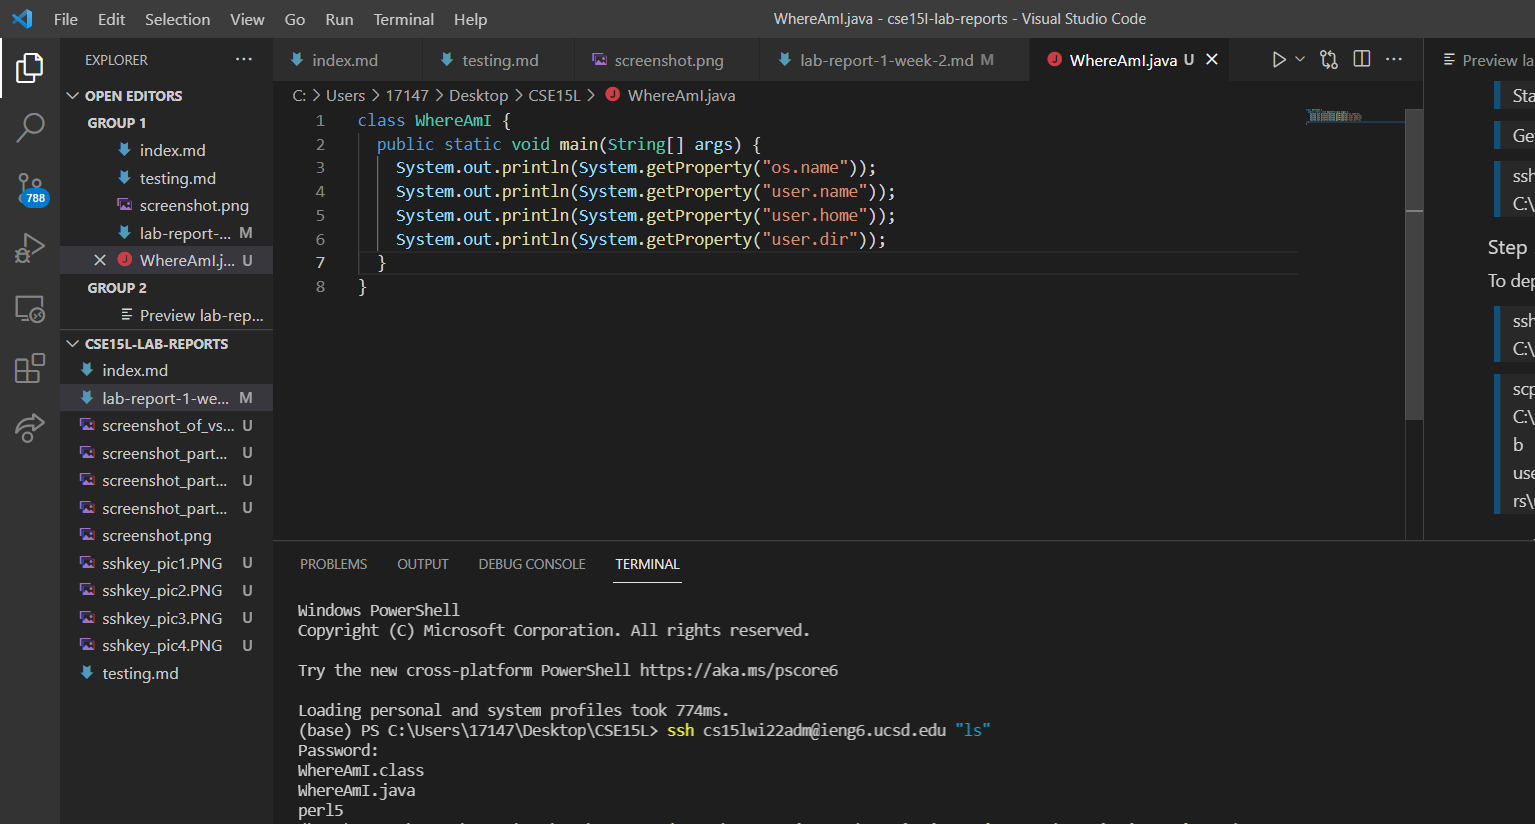 File Edit Selection View Go Run Terminal Help
WhereAmI.java - cse15l-lab-reports - Visual Studio Code
EXPLORER ...
OPEN EDITORS
GROUP 1
index.md
testing.md
screenshot.png
lab-report-... M
WhereAmI.j... U
GROUP 2
Preview lab-rep...
CSE15L-LAB-REPORTS
index.md
lab-report-1-we... M
screenshot_of_vs... U
screenshot_part... U
screenshot_part... U
screenshot_part... U
screenshot.png
sshkey_pic1.PNG U
sshkey_pic2.PNG U
sshkey_pic3.PNG U
sshkey_pic4.PNG U
testing.md
788
index.md testing.md screenshot.png lab-report-1-week-2.md M WhereAmI.java U
C: > Users > 17147 > Desktop > CSE15L > WhereAmI.java
1 class WhereAmI {
2 public static void main(String[] args) {
3 System.out.println(System.getProperty("os.name"));
4 System.out.println(System.getProperty("user.name"));
5 System.out.println(System.getProperty("user.home"));
6 System.out.println(System.getProperty("user.dir"));
7 }
8 }
Preview la
Sta
Ge
ssh
C:\
Step
To dep
ssh
C:\
scp
C:\
b
use
rs\
PROBLEMS OUTPUT DEBUG CONSOLE TERMINAL
Windows PowerShell
Copyright (C) Microsoft Corporation. All rights reserved.
Try the new cross-platform PowerShell https://aka.ms/pscore6
Loading personal and system profiles took 774ms.
(base) PS C:\Users\17147\Desktop\CSE15L> ssh cs15lwi22adm@ieng6.ucsd.edu "ls"
Password:
WhereAmI.class
WhereAmI.java
perl5